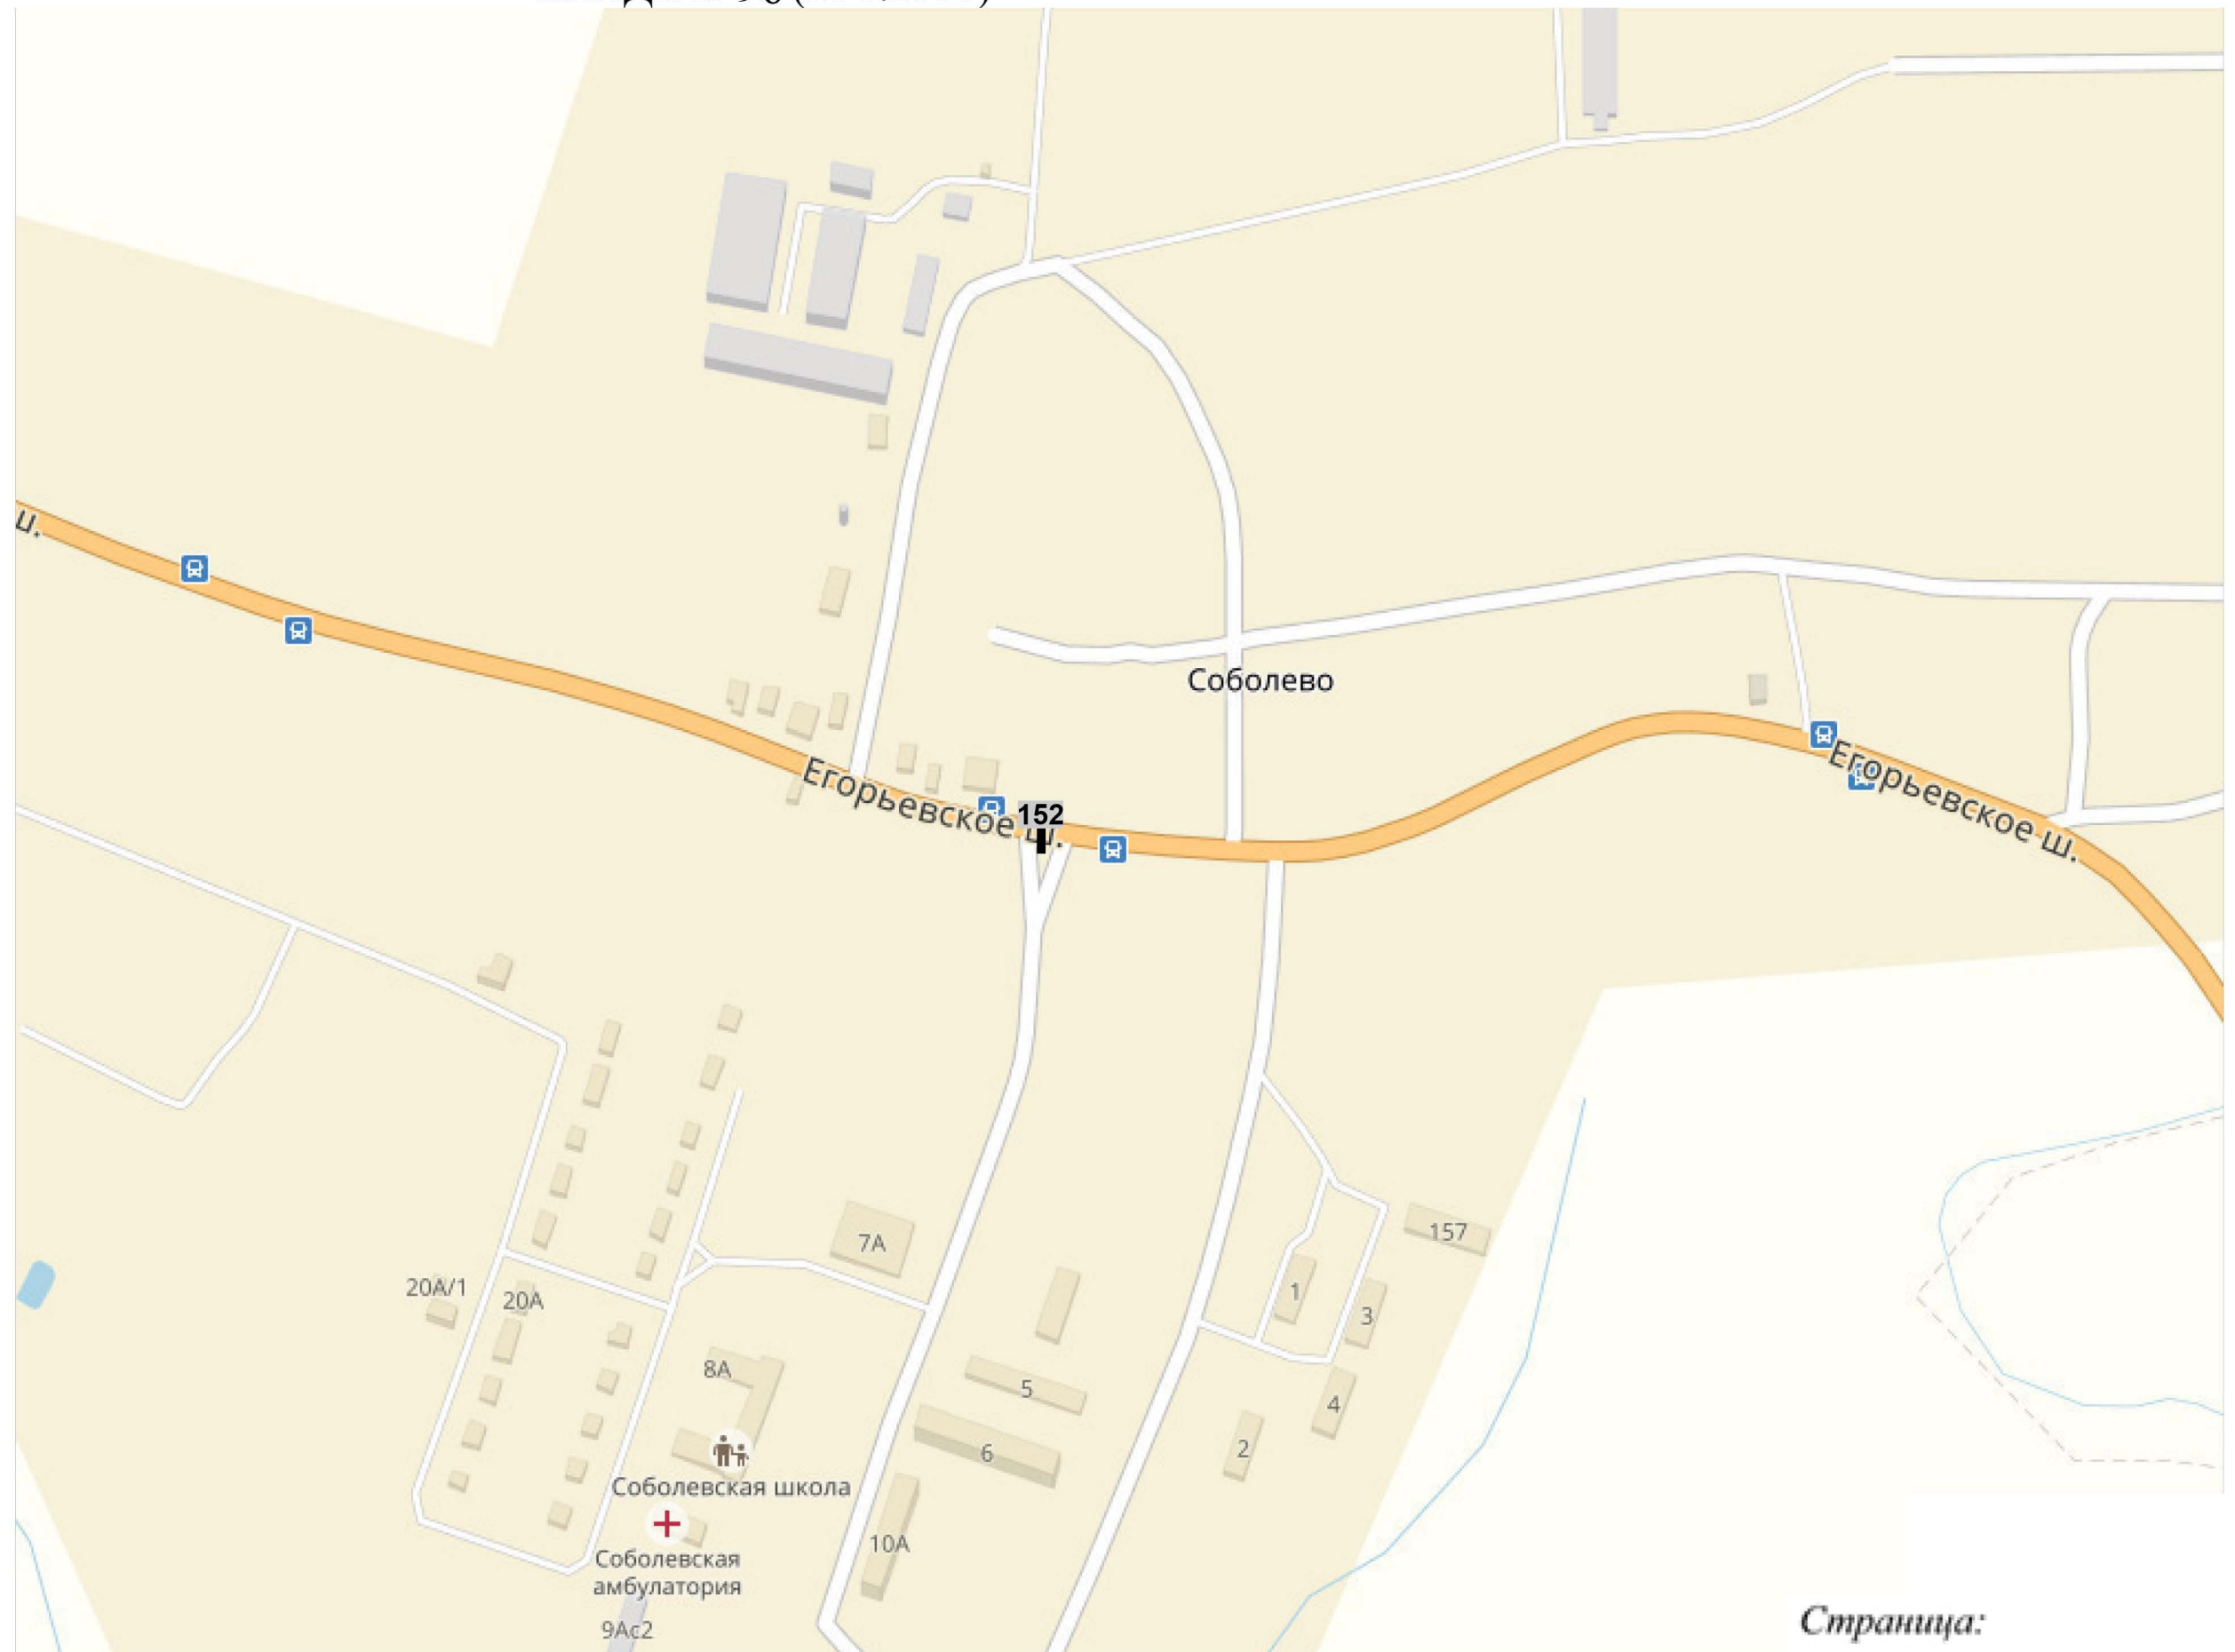 ш.
Соболево
Егорьевское ш.
152
Егорьевское ш.
7А
157
20А/1
20А
1
3
8А
5
4
6
2
Соболевская школа
10А
Соболевская
амбулатория
9Ас2
Страница: